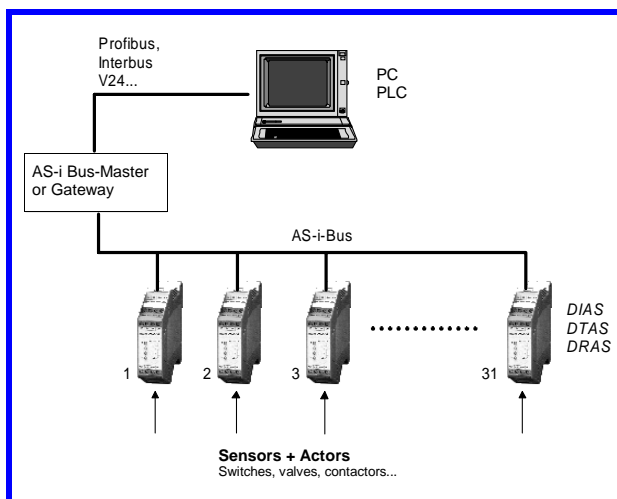 Profibus,
Interbus
V24...
PC
PLC
AS-i Bus-Master
or Gateway
AS-i-Bus
DIAS
DTAS
DRAS
1
2
3
31
Sensors + Actors
Switches, valves, contactors...